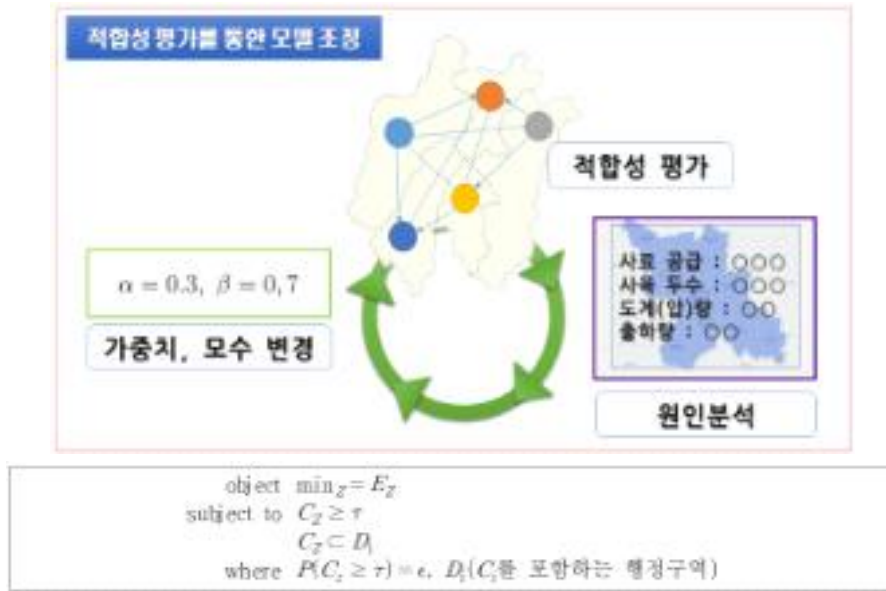 적합성 평가를 통한 모델 조정
적합성 평가
α = 0.3, β = 0,7
가중치, 모수 변경
사료 공급 : ○○○
사육 두수 : ○○○
도계(압)량 : ○○
출하량 : ○○
원인분석
object min_Z = E_Z
subject to C_Z ≥ τ
C_Z ⊂ D_i
where P(C_z ≥ τ) = ϵ, D_i(C_z를 포함하는 행정구역)